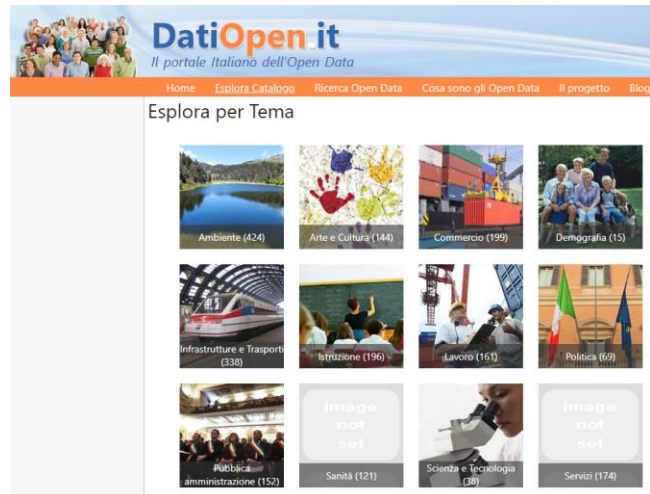 DatiOpen.it
Il portale Italiano dell'Open Data
Home Esplora Catalogo Ricerca Open Data Cosa sono gli Open Data Il progetto Blog
Esplora per Tema
Ambiente (424)
Arte e Cultura (144)
Commercio (199)
Demografia (15)
Infrastrutture e Trasporti
(338)
Istruzione (196)
Lavoro (161)
Politica (69)
Pubblica
amministrazione (152)
image
not
set
Sanità (121)
Scienza e Tecnologia
(38)
image
not
set
Servizi (174)